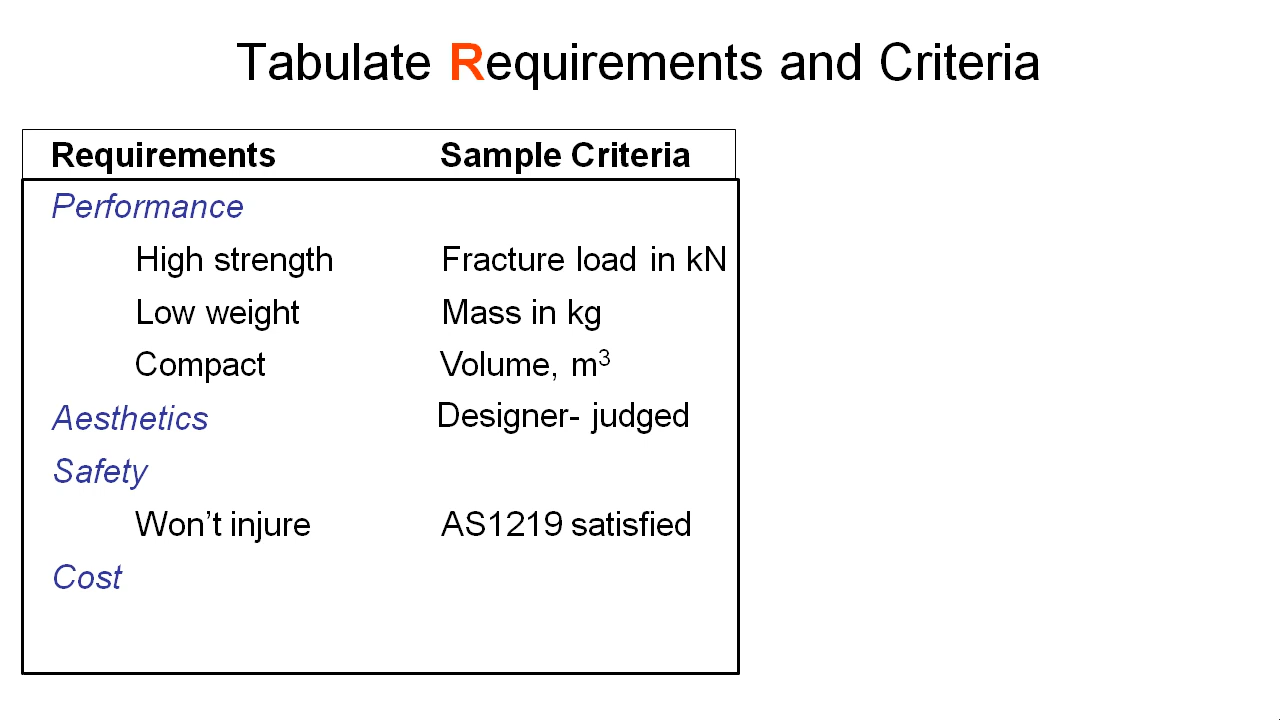 Tabulate Requirements and Criteria
Requirements Sample Criteria
Performance
High strength Fracture load in kN
Low weight Mass in kg
Compact Volume, m³
Aesthetics Designer- judged
Safety
Won’t injure AS1219 satisfied
Cost